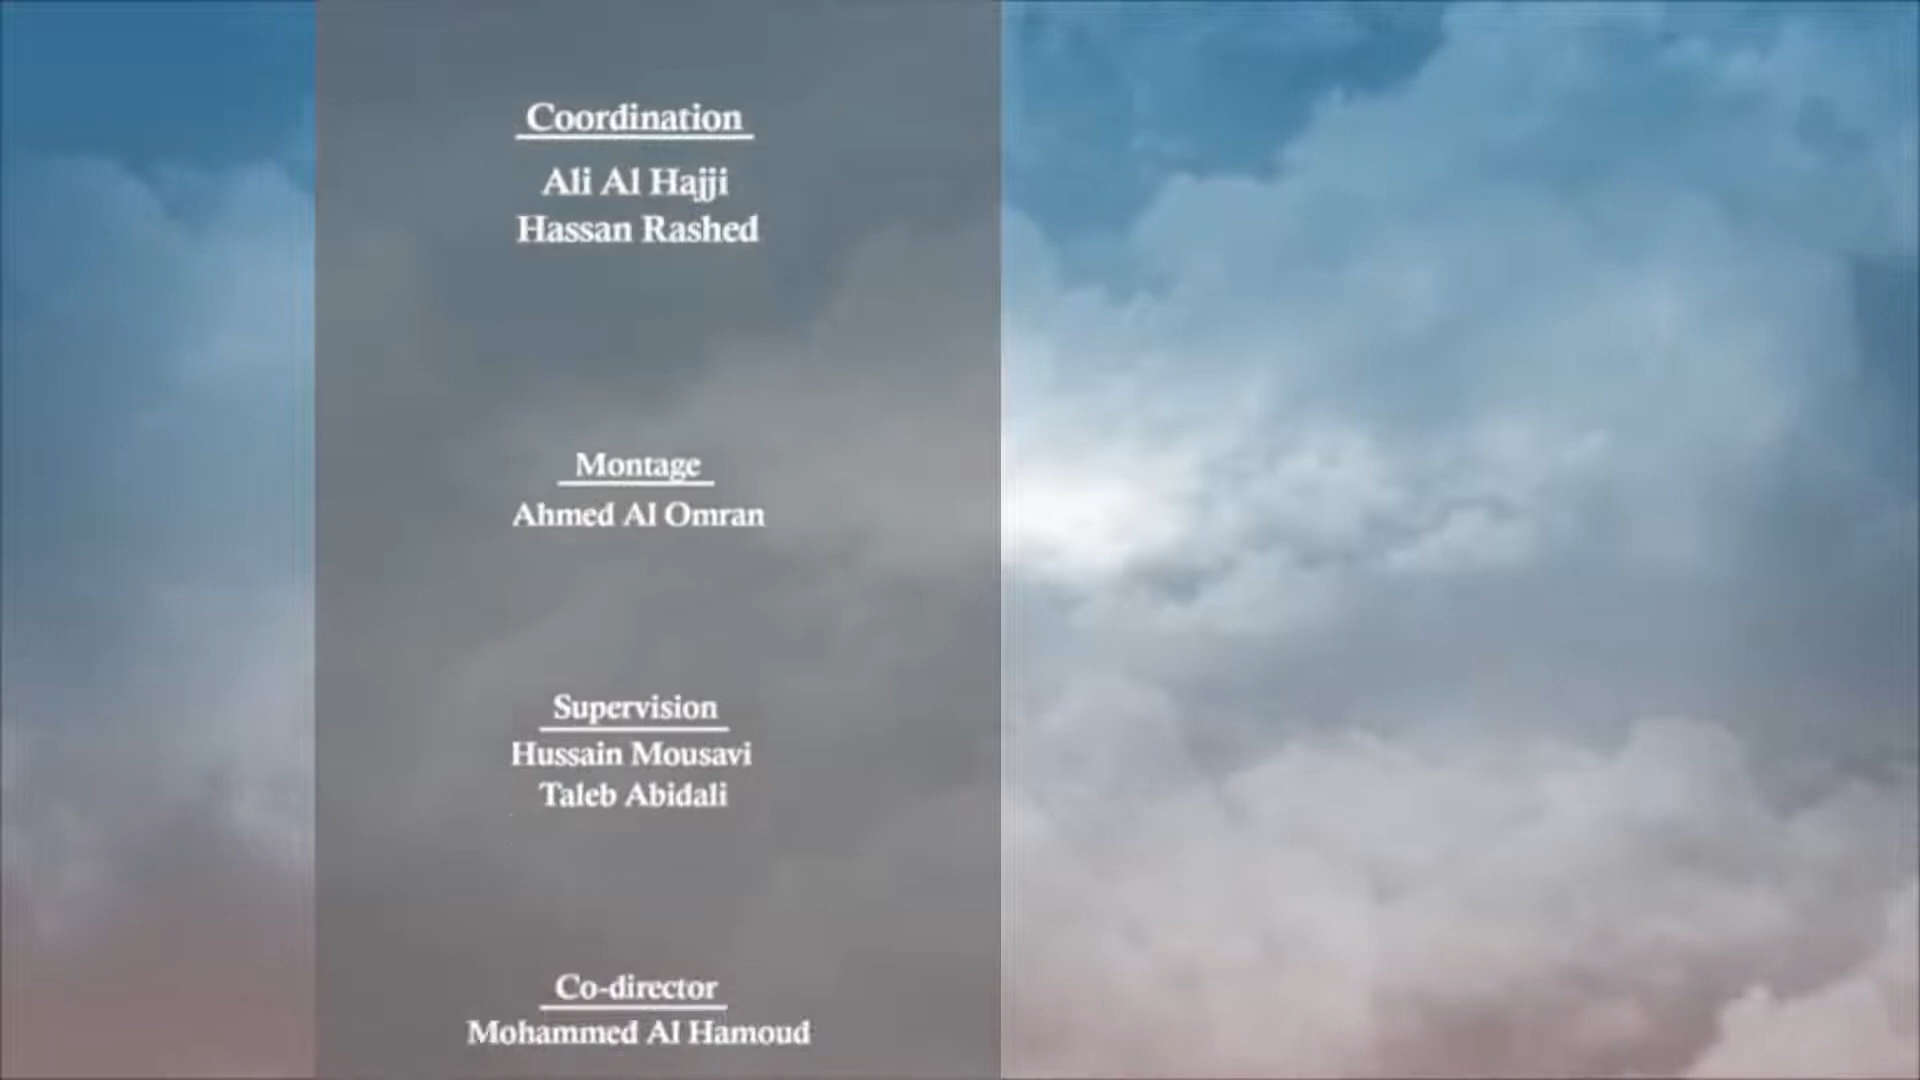 Coordination
Ali Al Hajji
Hassan Rashed
Montage
Ahmed Al Omran
Supervision
Hussain Mousavi
Taleb Abidali
Co-director
Mohammed Al Hamoud